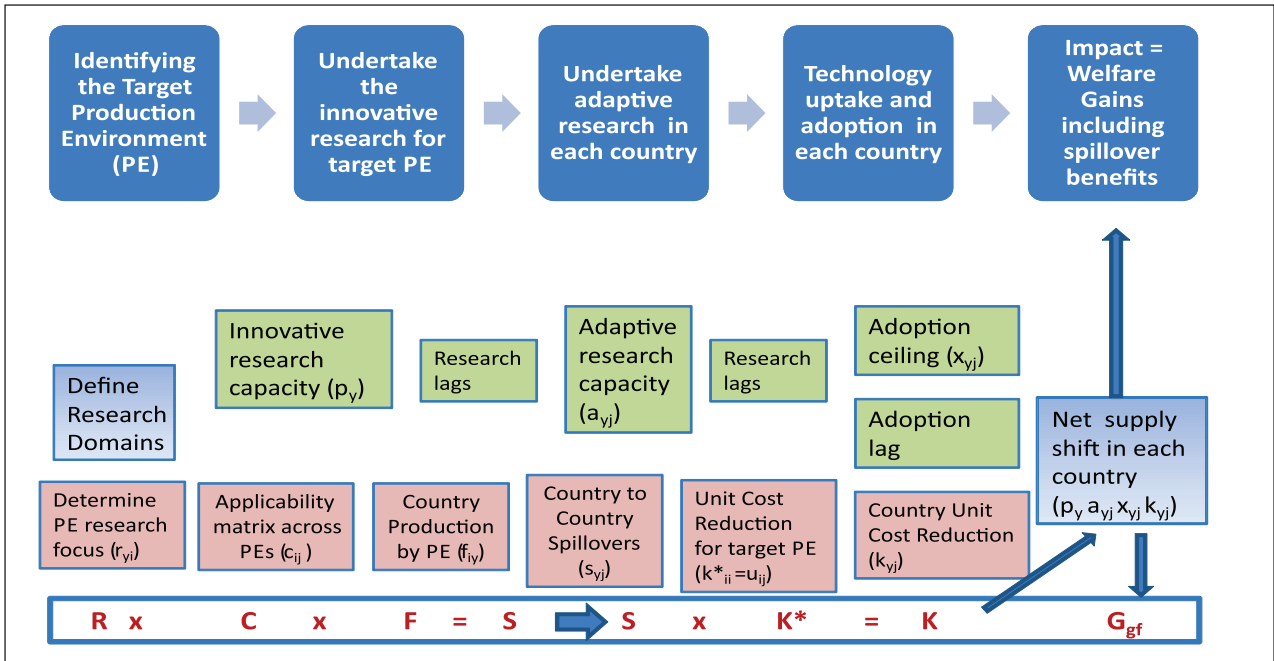 Identifying
the Target
Production
Environment
(PE)
Undertake
the
innovative
research for
target PE
Undertake
adaptive
research in
each country
Technology
uptake and
adoption in
each country
Impact =
Welfare
Gains
including
spillover
benefits
Define
Research
Domains
Innovative
research
capacity (py)
Research
lags
Adaptive
research
capacity
(ayj)
Research
lags
Adoption
ceiling (xyj)
Adoption
lag
Net supply
shift in each
country
(py ayj xyj kyj)
Determine
PE research
focus (ryi)
Applicability
matrix across
PEs (cij )
Country
Production
by PE (fiy)
Country to
Country
Spillovers
(syj)
Unit Cost
Reduction
for target PE
(k*ii =uij)
Country Unit
Cost Reduction
(kyj)
R x C x F = S S x K* = K Ggf